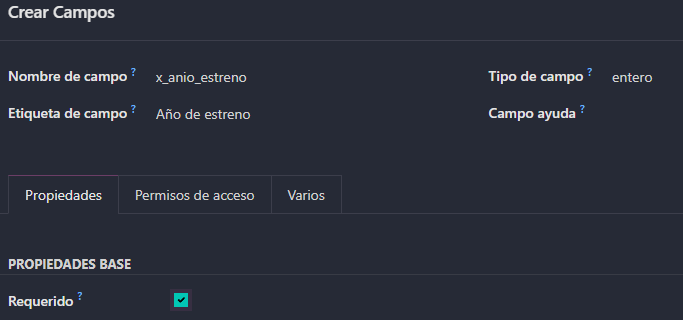 Crear Campos
Nombre de campo ? x_anio_estreno Tipo de campo ? entero
Etiqueta de campo ? Año de estreno Campo ayuda ?
Propiedades Permisos de acceso Varios
PROPIEDADES BASE
Requerido ?